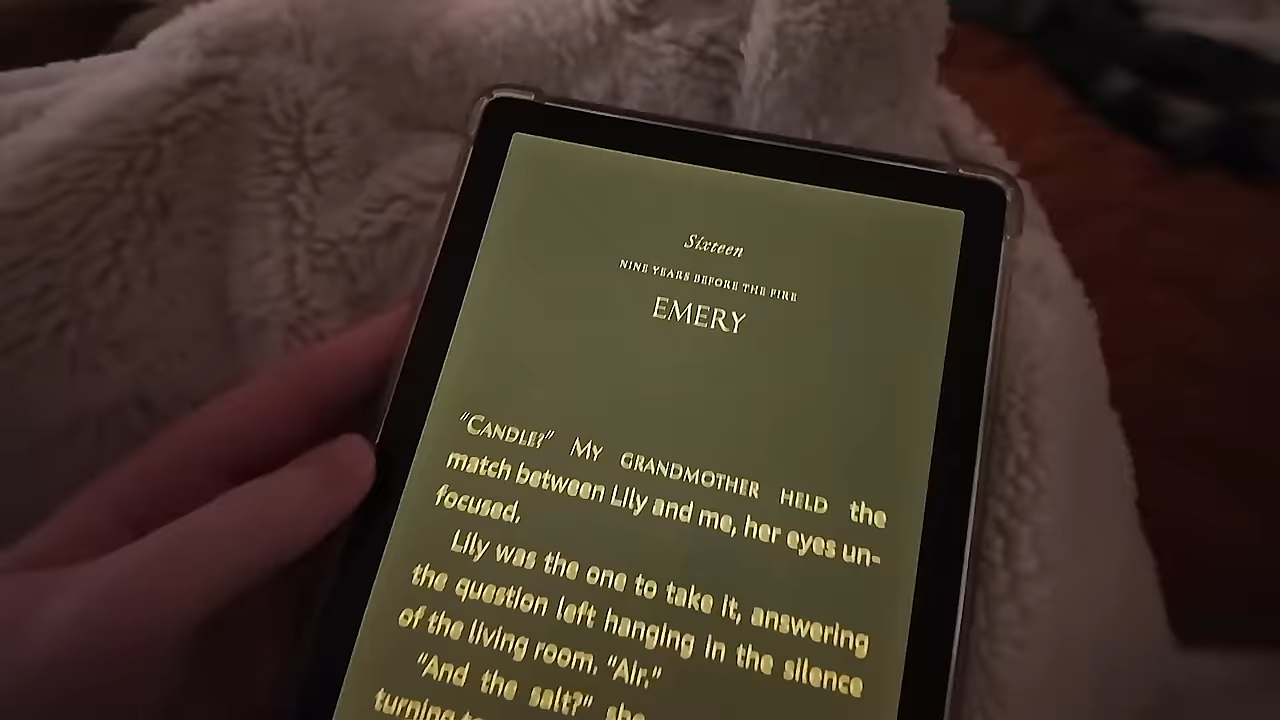 Sixteen
NINE YEARS BEFORE THE FIRE
EMERY
"CANDLE?" MY GRANDMOTHER HELD the
match between Lily and me, her eyes un-
focused.
Lily was the one to take it, answering
the question left hanging in the silence
of the living room. "Air."
"And the salt?" she
turning